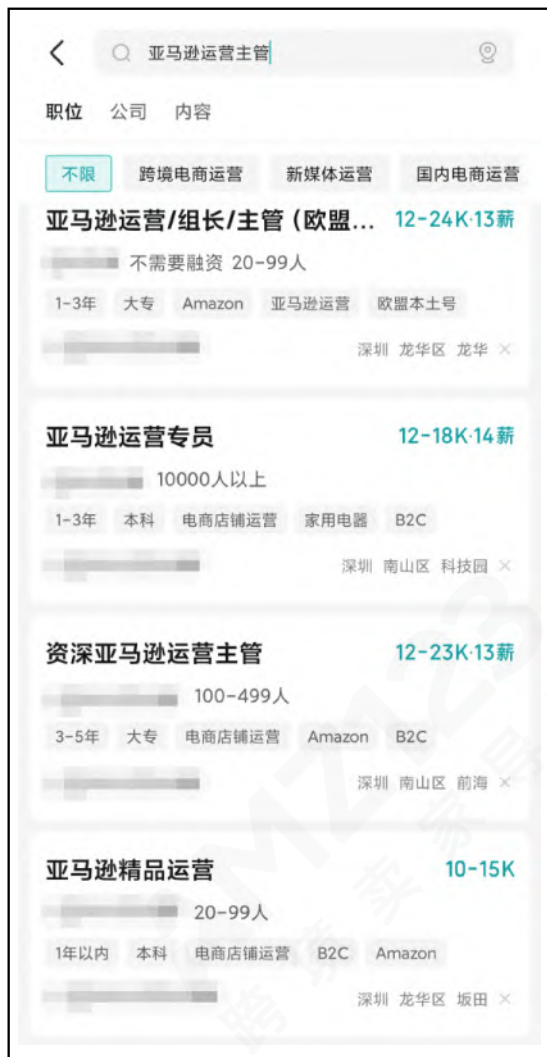 亚马逊运营主管
职位 公司 内容
不限 跨境电商运营 新媒体运营 国内电商运营
亚马逊运营/组长/主管（欧盟... 12-24K·13薪
不需要融资 20-99人
1-3年 大专 Amazon 亚马逊运营 欧盟本土号
深圳 龙华区 龙华
亚马逊运营专员 12-18K·14薪
10000人以上
1-3年 本科 电商店铺运营 家用电器 B2C
深圳 南山区 科技园
资深亚马逊运营主管 12-23K·13薪
100-499人
3-5年 大专 电商店铺运营 Amazon B2C
深圳 南山区 前海
亚马逊精品运营 10-15K
20-99人
1年以内 本科 电商店铺运营 B2C Amazon
深圳 龙华区 坂田
AMZ123
跨境卖家导